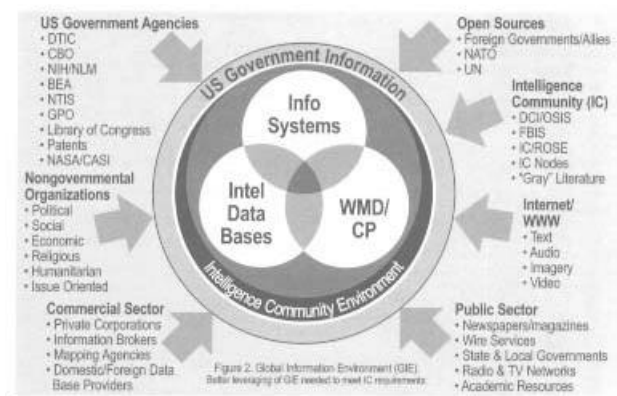 US Government Agencies
• DTIC
• CBO
• NIH/NLM
• BEA
• NTIS
• GPO
• Library of Congress
• Patents
• NASA/CASI
Nongovernmental
Organizations
• Political
• Social
• Economic
• Religious
• Humanitarian
• Issue Oriented
Commercial Sector
• Private Corporations
• Information Brokers
• Mapping Agencies
• Domestic/Foreign Data
Base Providers
US Government Information
Info
Systems
Intel
Data
Bases
WMD/
CP
Intelligence Community Environment
Figure 2. Global Information Environment (GIE)
Better leveraging of GIE needed to meet IC requirements
Open Sources
• Foreign Governments/Allies
• NATO
• UN
Intelligence
Community (IC)
• DCI/OSIS
• FBIS
• IC/ROSE
• IC Nodes
• "Gray" Literature
Internet/
WWW
• Text
• Audio
• Imagery
• Video
Public Sector
• Newspapers/magazines
• Wire Services
• State & Local Governments
• Radio & TV Networks
• Academic Resources